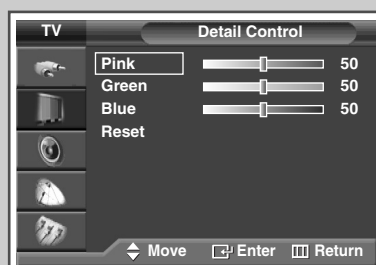 TV Detail Control
Pink 50
Green 50
Blue 50
Reset
Move Enter Return